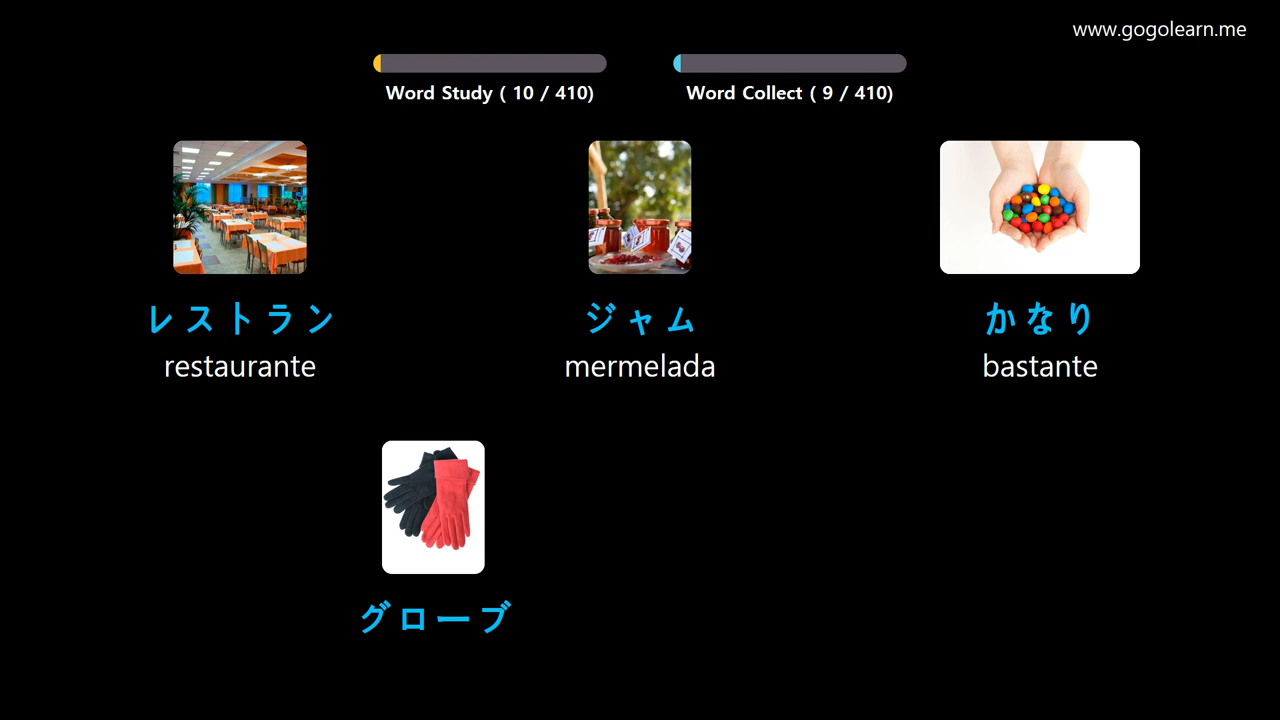 www.gogolearn.me
Word Study ( 10 / 410)
Word Collect ( 9 / 410)
レストラン
restaurante
ジャム
mermelada
かなり
bastante
グローブ